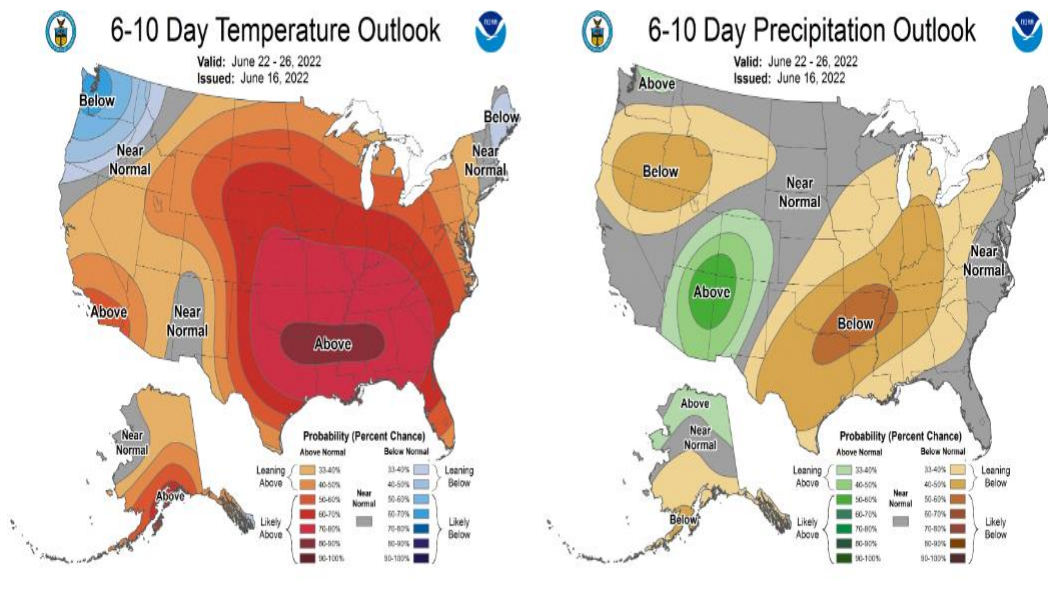 6-10 Day Temperature Outlook
Valid: June 22 - 26, 2022
Issued: June 16, 2022
Below
Below
Near
Normal
Near
Normal
Above
Near
Normal
Above
Near
Normal
Above
Probability (Percent Chance)
Above Normal
Below Normal
Leaning
Above
33-40%
40-50%
Near
Normal
33-40%
40-50%
Leaning
Below
Likely
Above
50-60%
60-70%
70-80%
80-90%
90-100%
50-60%
60-70%
70-80%
80-90%
90-100%
Likely
Below
6-10 Day Precipitation Outlook
Valid: June 22 - 26, 2022
Issued: June 16, 2022
Above
Below
Near
Normal
Near
Normal
Above
Below
Above
Near
Normal
Below
Probability (Percent Chance)
Above Normal
Below Normal
Leaning
Above
33-40%
40-50%
Near
Normal
33-40%
40-50%
Leaning
Below
Likely
Above
50-60%
60-70%
70-80%
80-90%
90-100%
50-60%
60-70%
70-80%
80-90%
90-100%
Likely
Below